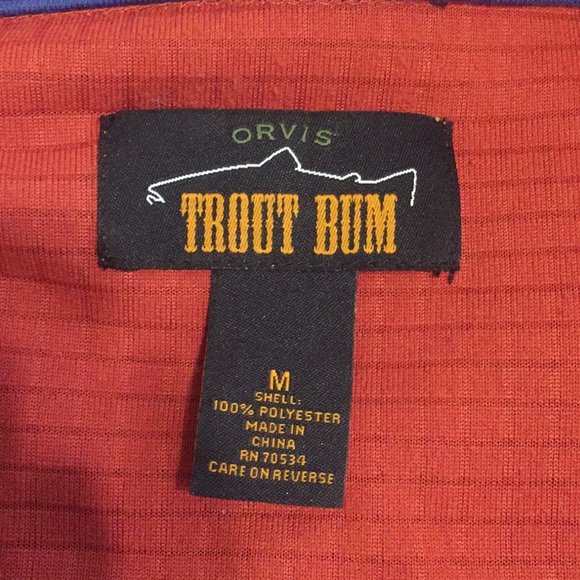 ORVIS
TROUT BUM
M
SHELL:
100% POLYESTER
MADE IN
CHINA
RN 70534
CARE ON REVERSE